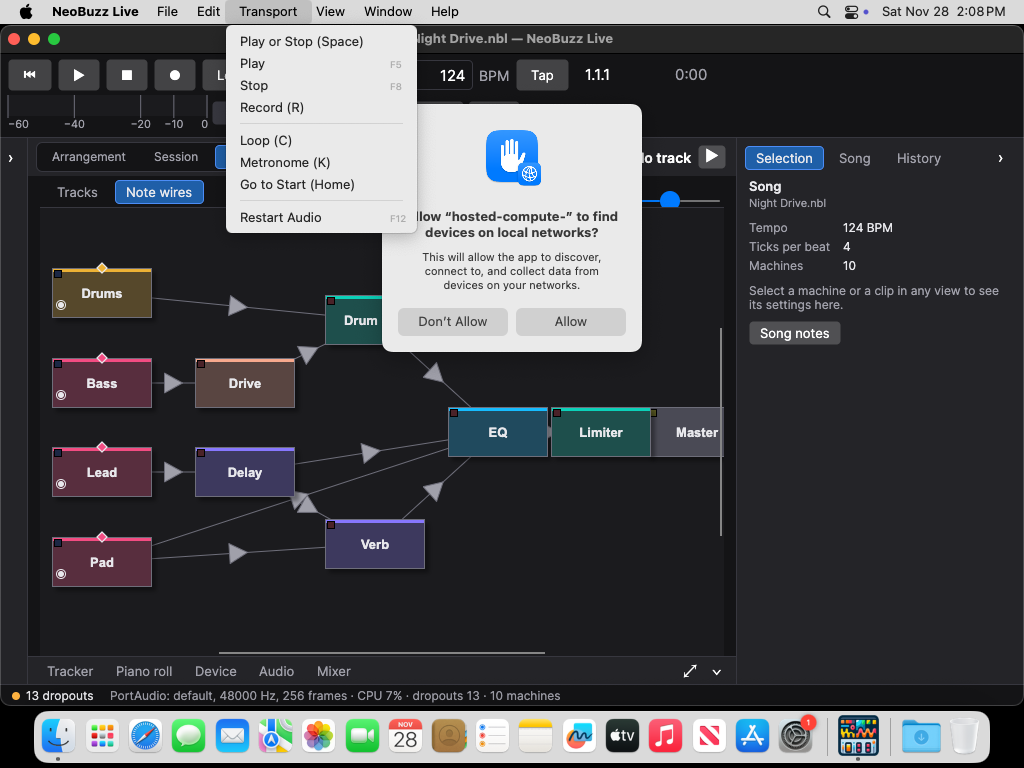 NeoBuzz Live File Edit Transport View Window Help Sat Nov 28 2:08 PM
Night Drive.nbl — NeoBuzz Live
Play or Stop (Space)
Play F5
Stop F8
Record (R)
Loop (C)
Metronome (K)
Go to Start (Home)
Restart Audio F12
124 BPM Tap 1.1.1 0:00
-60 -40 -20 -10 0
Arrangement Session
track
Tracks Note wires
“hosted-compute-” to find
devices on local networks?
This will allow the app to discover,
connect to, and collect data from
devices on your networks.
Don’t Allow Allow
Drums
Drum
Bass
Drive
EQ
Limiter
Master
Lead
Delay
Verb
Pad
Selection Song History
Song
Night Drive.nbl
Tempo 124 BPM
Ticks per beat 4
Machines 10
Select a machine or a clip in any view to see
its settings here.
Song notes
Tracker Piano roll Device Audio Mixer
13 dropouts PortAudio: default, 48000 Hz, 256 frames · CPU 7% · dropouts 13 · 10 machines
NOV
28
tv
1